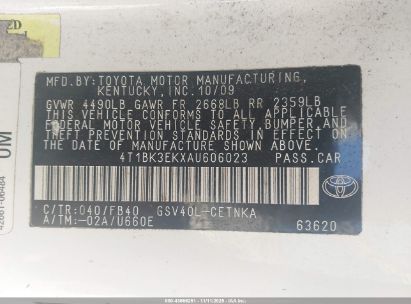 MFD. BY:TOYOTA MOTOR MANUFACTURING,
KENTUCKY, INC. 10/09
GVWR 4490LB GAWR FR 2668LB RR 2359LB
THIS VEHICLE CONFORMS TO ALL APPLICABLE
FEDERAL MOTOR VEHICLE SAFETY, BUMPER, AND
THEFT PREVENTION STANDARDS IN EFFECT ON
THE DATE OF MANUFACTURE SHOWN ABOVE.
4T1BK3EKXAU606023 PASS.CAR
C/TR:040/FB40 GSV40L-CETNKA
A/TM:-02A/U660E 63620
TOYOTA